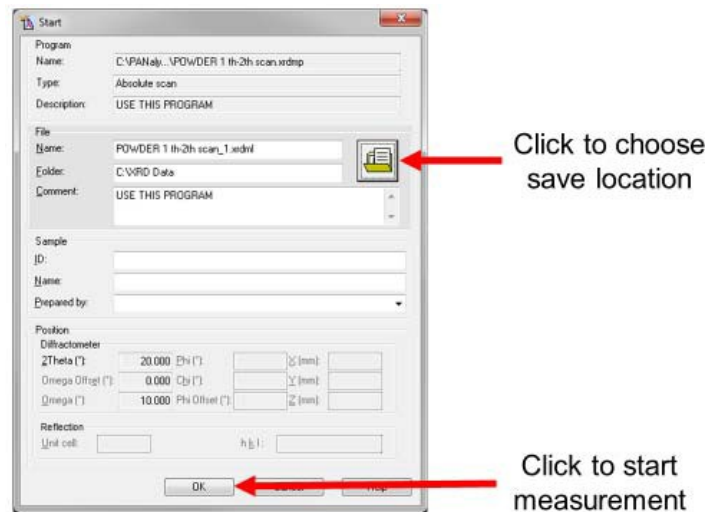 Start
Program
Name: C:\PANaly...\POWDER 1 th-2th scan.xrdmp
Type: Absolute scan
Description: USE THIS PROGRAM
File
Name: POWDER 1 th-2th scan_1.xrdml
Folder: C:\XRD Data
Comment: USE THIS PROGRAM
Click to choose
save location
Sample
ID:
Name:
Prepared by:
Position
Diffractometer
2Theta (°): 20.000 Phi (°): X (mm):
Omega Offset (°): 0.000 Chi (°): Y (mm):
Omega (°) 10.000 Phi Offset (°): Z (mm):
Reflection
Unit cell: h k l :
OK
Click to start
measurement